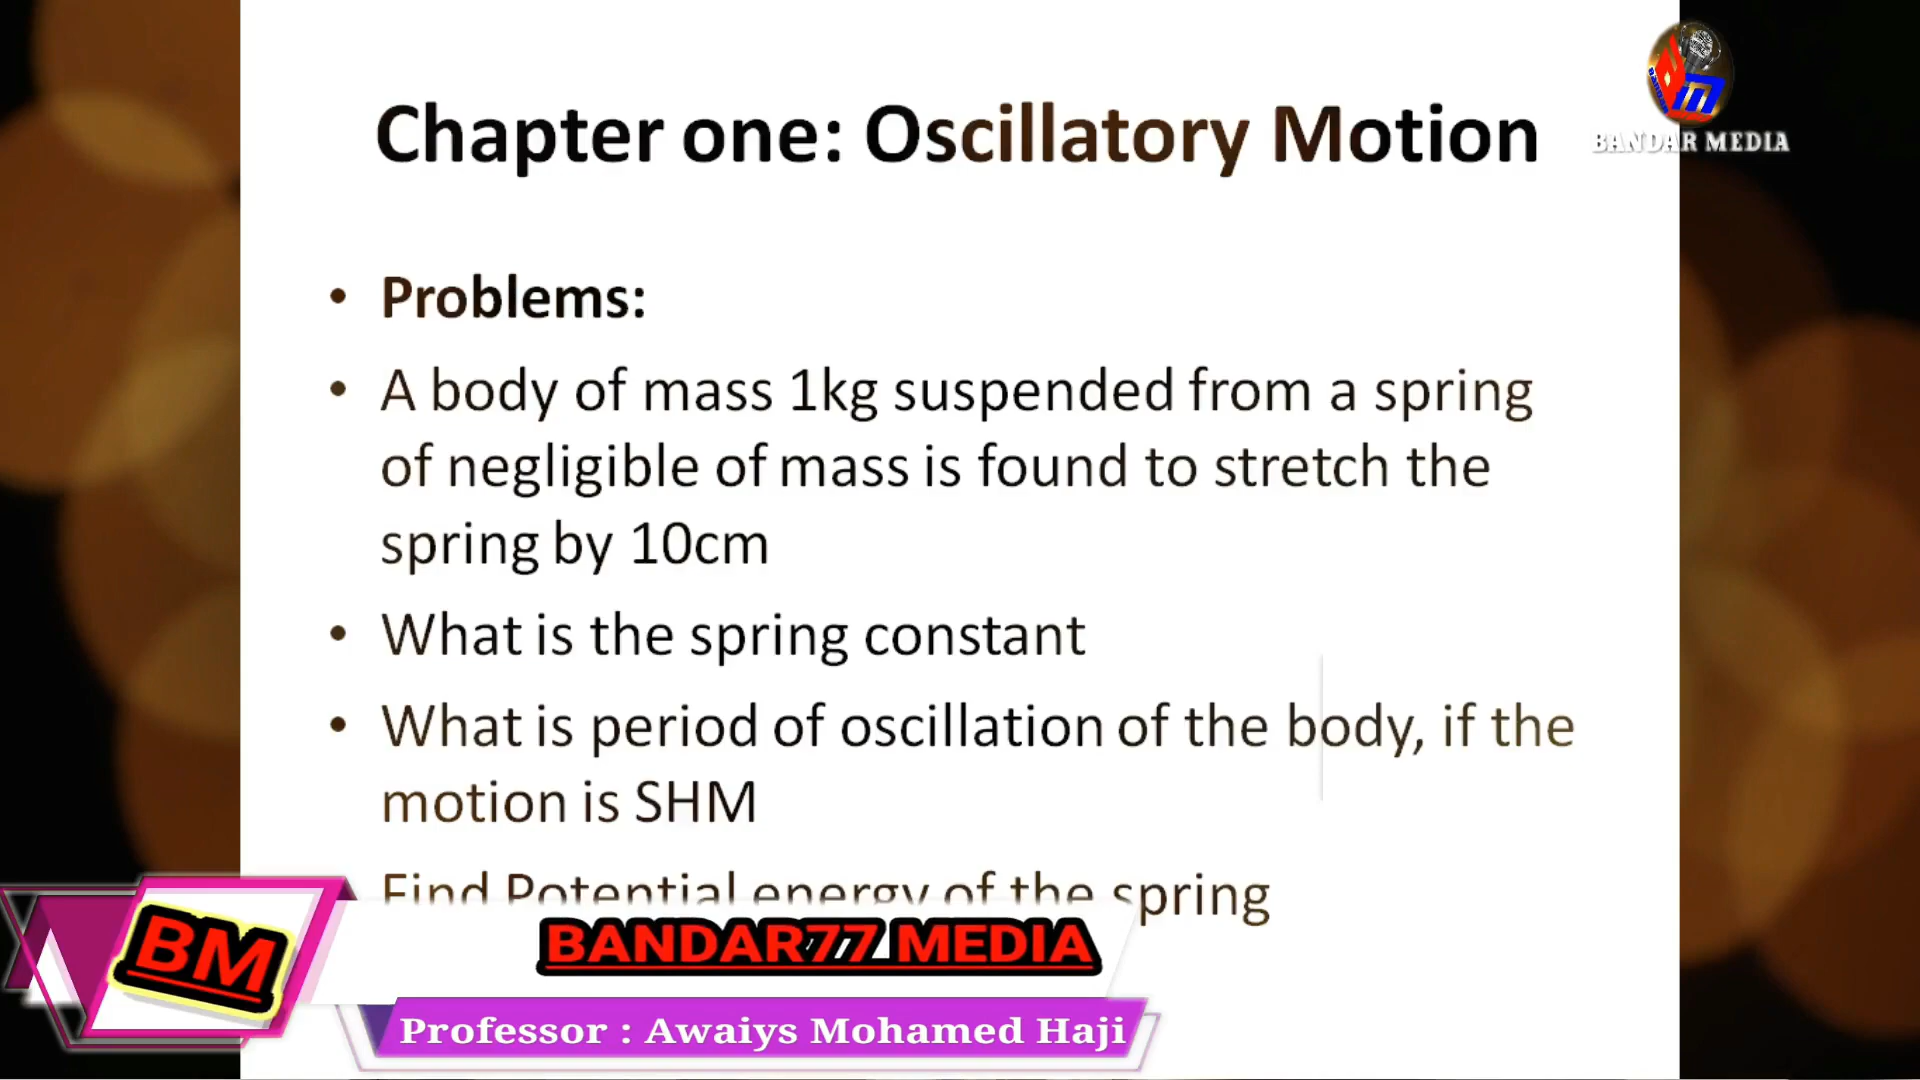 Chapter one: Oscillatory Motion
BANDAR MEDIA
• Problems:
• A body of mass 1kg suspended from a spring
of negligible of mass is found to stretch the
spring by 10cm
• What is the spring constant
• What is period of oscillation of the body, if the
motion is SHM
Find Potential energy of the spring
BM
BANDAR77 MEDIA
Professor : Awaiys Mohamed Haji